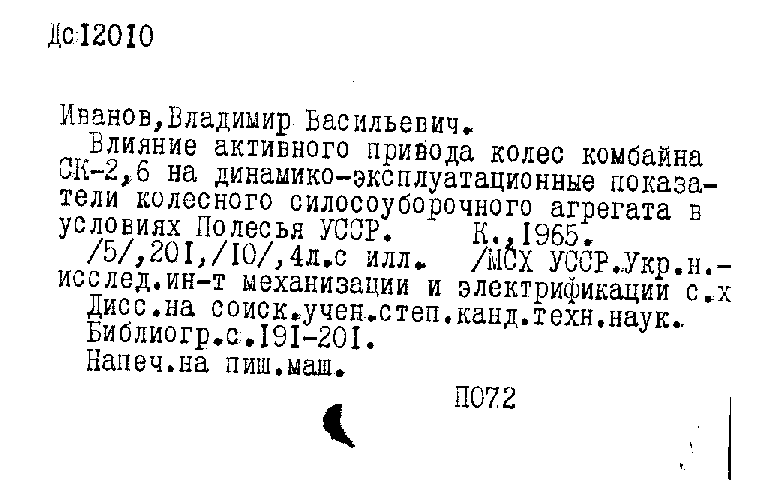 Дс12010
Иванов,Владимир Васильевич.
Влияние активного привода колес комбайна
СК-2,6 на динамико-эксплуатационные показа-
тели колесного силосоуборочного агрегата в
условиях Полесья УССР. К.,1965.
/5/,201,/10/,4л.с илл. /МСХ УССР.Укр.н.-
исслед.ин-т механизации и электрификации с.х
Дисс.на соиск.учен.степ.канд.техн.наук.
Библиогр.с.191-201.
Напеч.на пиш.маш.
П072